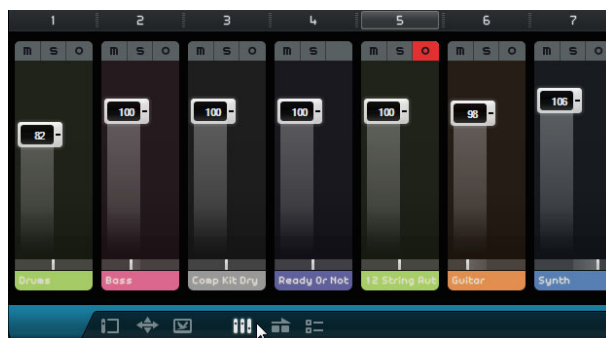 1 2 3 4 5 6 7
m s o m s o m s o m s m s o m s o m s o
82 100 100 100 100 98 106
Drums Bass Comp Kit Dry Ready Or Not 12 String Aut Guitar Synth